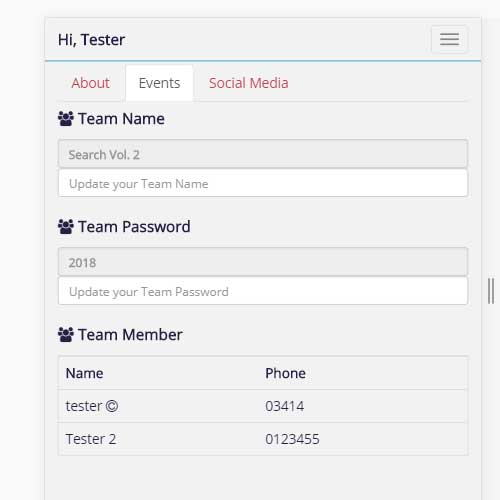 Hi, Tester
About Events Social Media
Team Name
Search Vol. 2
Update your Team Name
Team Password
2018
Update your Team Password
Team Member
Name Phone
tester © 03414
Tester 2 0123455